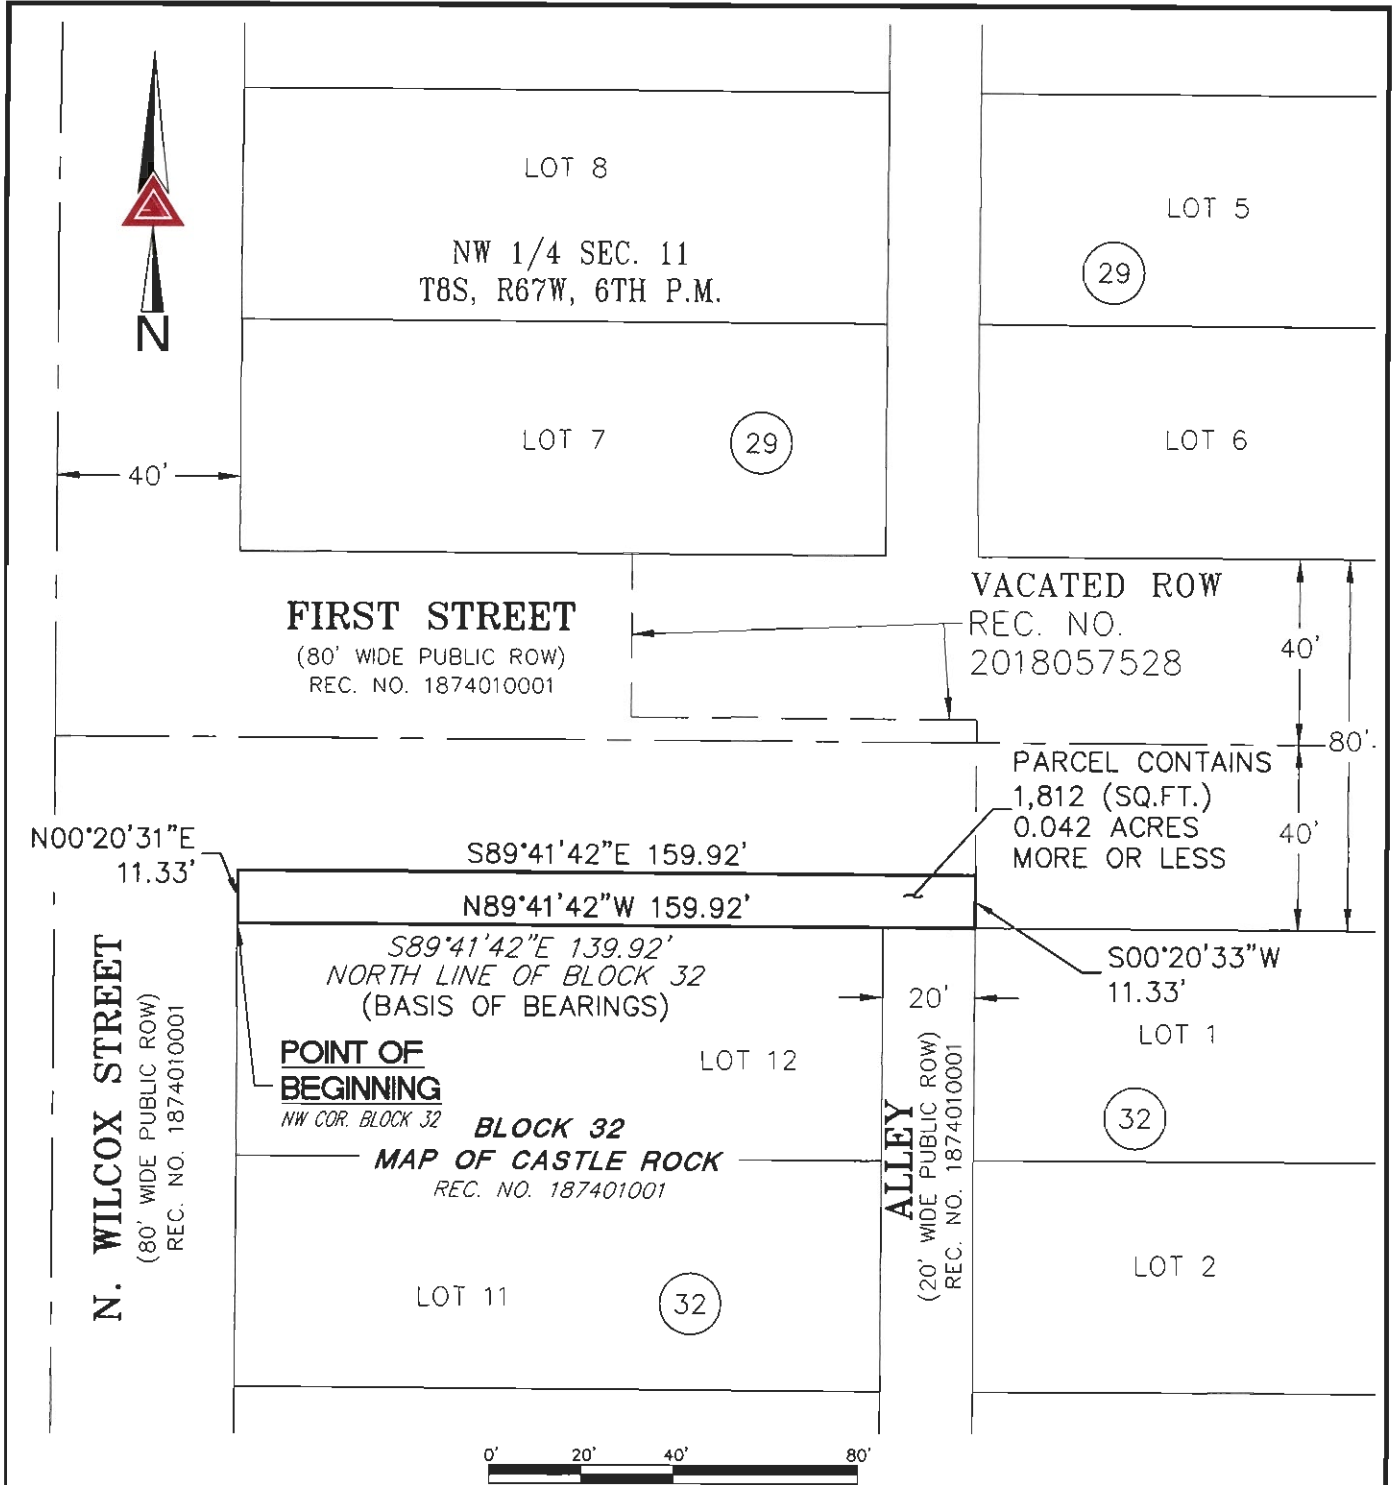 LOT 8
NW 1/4 SEC. 11
T8S, R67W, 6TH P.M.
LOT 5
29
N
LOT 7
29
LOT 6
40'
FIRST STREET
(80' WIDE PUBLIC ROW)
REC. NO. 1874010001
VACATED ROW
REC. NO.
2018057528
40'
80'
40'
PARCEL CONTAINS
1,812 (SQ.FT.)
0.042 ACRES
MORE OR LESS
N00°20'31"E
11.33'
S89°41'42"E 159.92'
N89°41'42"W 159.92'
S89°41'42"E 139.92'
NORTH LINE OF BLOCK 32
(BASIS OF BEARINGS)
S00°20'33"W
11.33'
20'
N. WILCOX STREET
(80' WIDE PUBLIC ROW)
REC. NO. 1874010001
POINT OF
BEGINNING
NW COR. BLOCK 32
LOT 12
LOT 1
32
BLOCK 32
MAP OF CASTLE ROCK
REC. NO. 187401001
ALLEY
(20' WIDE PUBLIC ROW)
REC. NO. 1874010001
LOT 11
32
LOT 2
0' 20' 40' 80'